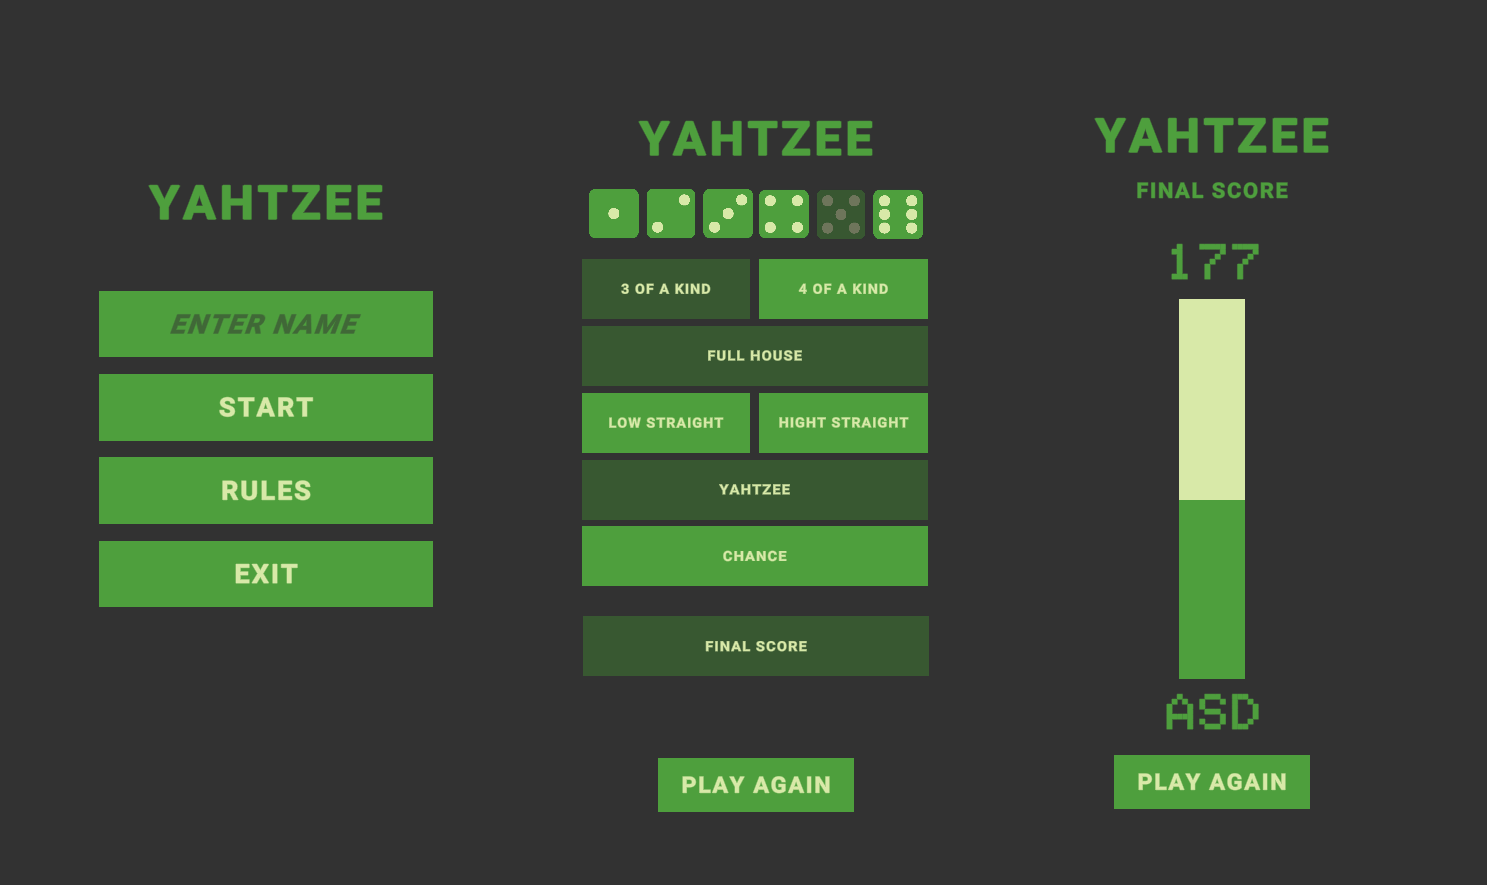 YAHTZEE
ENTER NAME
START
RULES
EXIT
YAHTZEE
3 OF A KIND
4 OF A KIND
FULL HOUSE
LOW STRAIGHT
HIGHT STRAIGHT
YAHTZEE
CHANCE
FINAL SCORE
PLAY AGAIN
YAHTZEE
FINAL SCORE
177
ASD
PLAY AGAIN